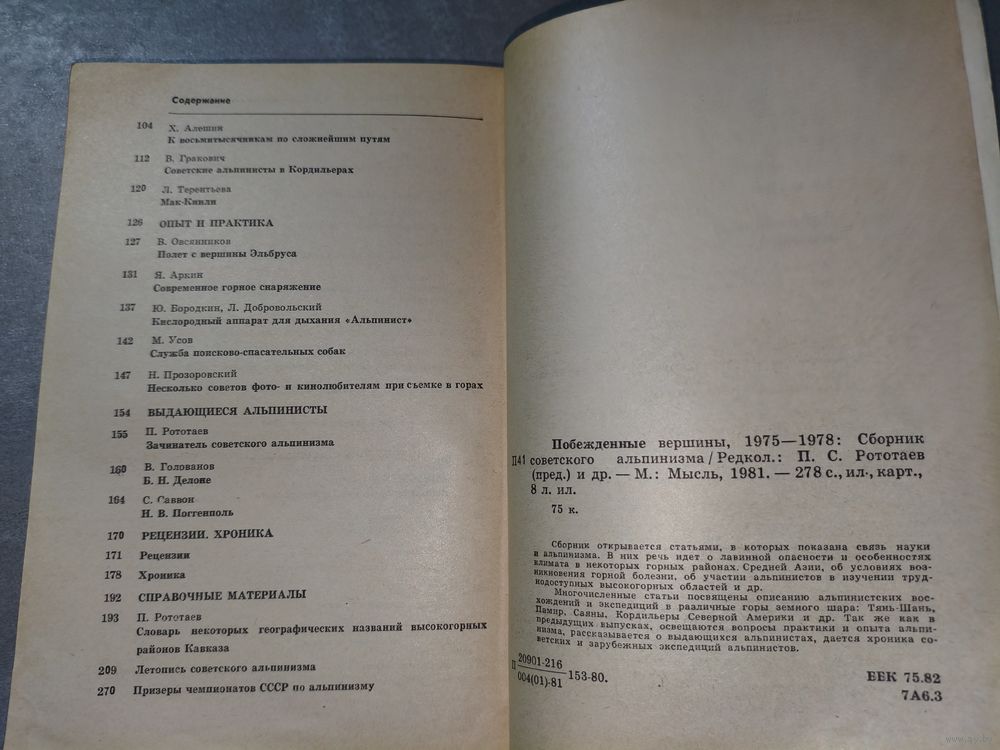 Содержание
104 Х. Алешин
К восьмитысячникам по сложнейшим путям
112 В. Гракович
Советские альпинисты в Кордильерах
120 Л. Терентьева
Мак-Кинли
126 ОПЫТ И ПРАКТИКА
127 В. Овсянников
Полет с вершины Эльбруса
131 Я. Аркин
Современное горное снаряжение
137 Ю. Бородкин, Л. Добровольский
Кислородный аппарат для дыхания «Альпинист»
142 М. Усов
Служба поисково-спасательных собак
147 Н. Прозоровский
Несколько советов фото- и кинолюбителям при съемке в горах
154 ВЫДАЮЩИЕСЯ АЛЬПИНИСТЫ
155 П. Рототаев
Зачинатель советского альпинизма
160 В. Голованов
Б. Н. Делоне
164 С. Саввон
Н. В. Поггенполь
170 РЕЦЕНЗИИ. ХРОНИКА
171 Рецензии
178 Хроника
192 СПРАВОЧНЫЕ МАТЕРИАЛЫ
193 П. Рототаев
Словарь некоторых географических названий высокогорных
районов Кавказа
209 Летопись советского альпинизма
270 Призеры чемпионатов СССР по альпинизму
Побежденные вершины, 1975—1978: Сборник
П41 советского альпинизма/Редкол.: П. С. Рототаев
(пред.) и др. — М.: Мысль, 1981. — 278 с., ил., карт.,
8 л. ил.
75 к.
Сборник открывается статьями, в которых показана связь науки
и альпинизма. В них речь идет о лавинной опасности и особенностях
климата в некоторых горных районах. Средней Азии, об условиях воз-
никновения горной болезни, об участии альпинистов в изучении труд-
нодоступных высокогорных областей и др.
Многочисленные статьи посвящены описанию альпинистских вос-
хождений и экспедиций в различные горы земного шара: Тянь-Шань,
Памир, Саяны, Кордильеры Северной Америки и др. Так же как в
предыдущих выпусках, освещаются вопросы практики и опыта альпи-
низма, рассказывается о выдающихся альпинистах, дается хроника со-
ветских и зарубежных экспедиций альпинистов.
П 20901-216
004(01)-81 153-80.
ББК 75.82
7А6.3